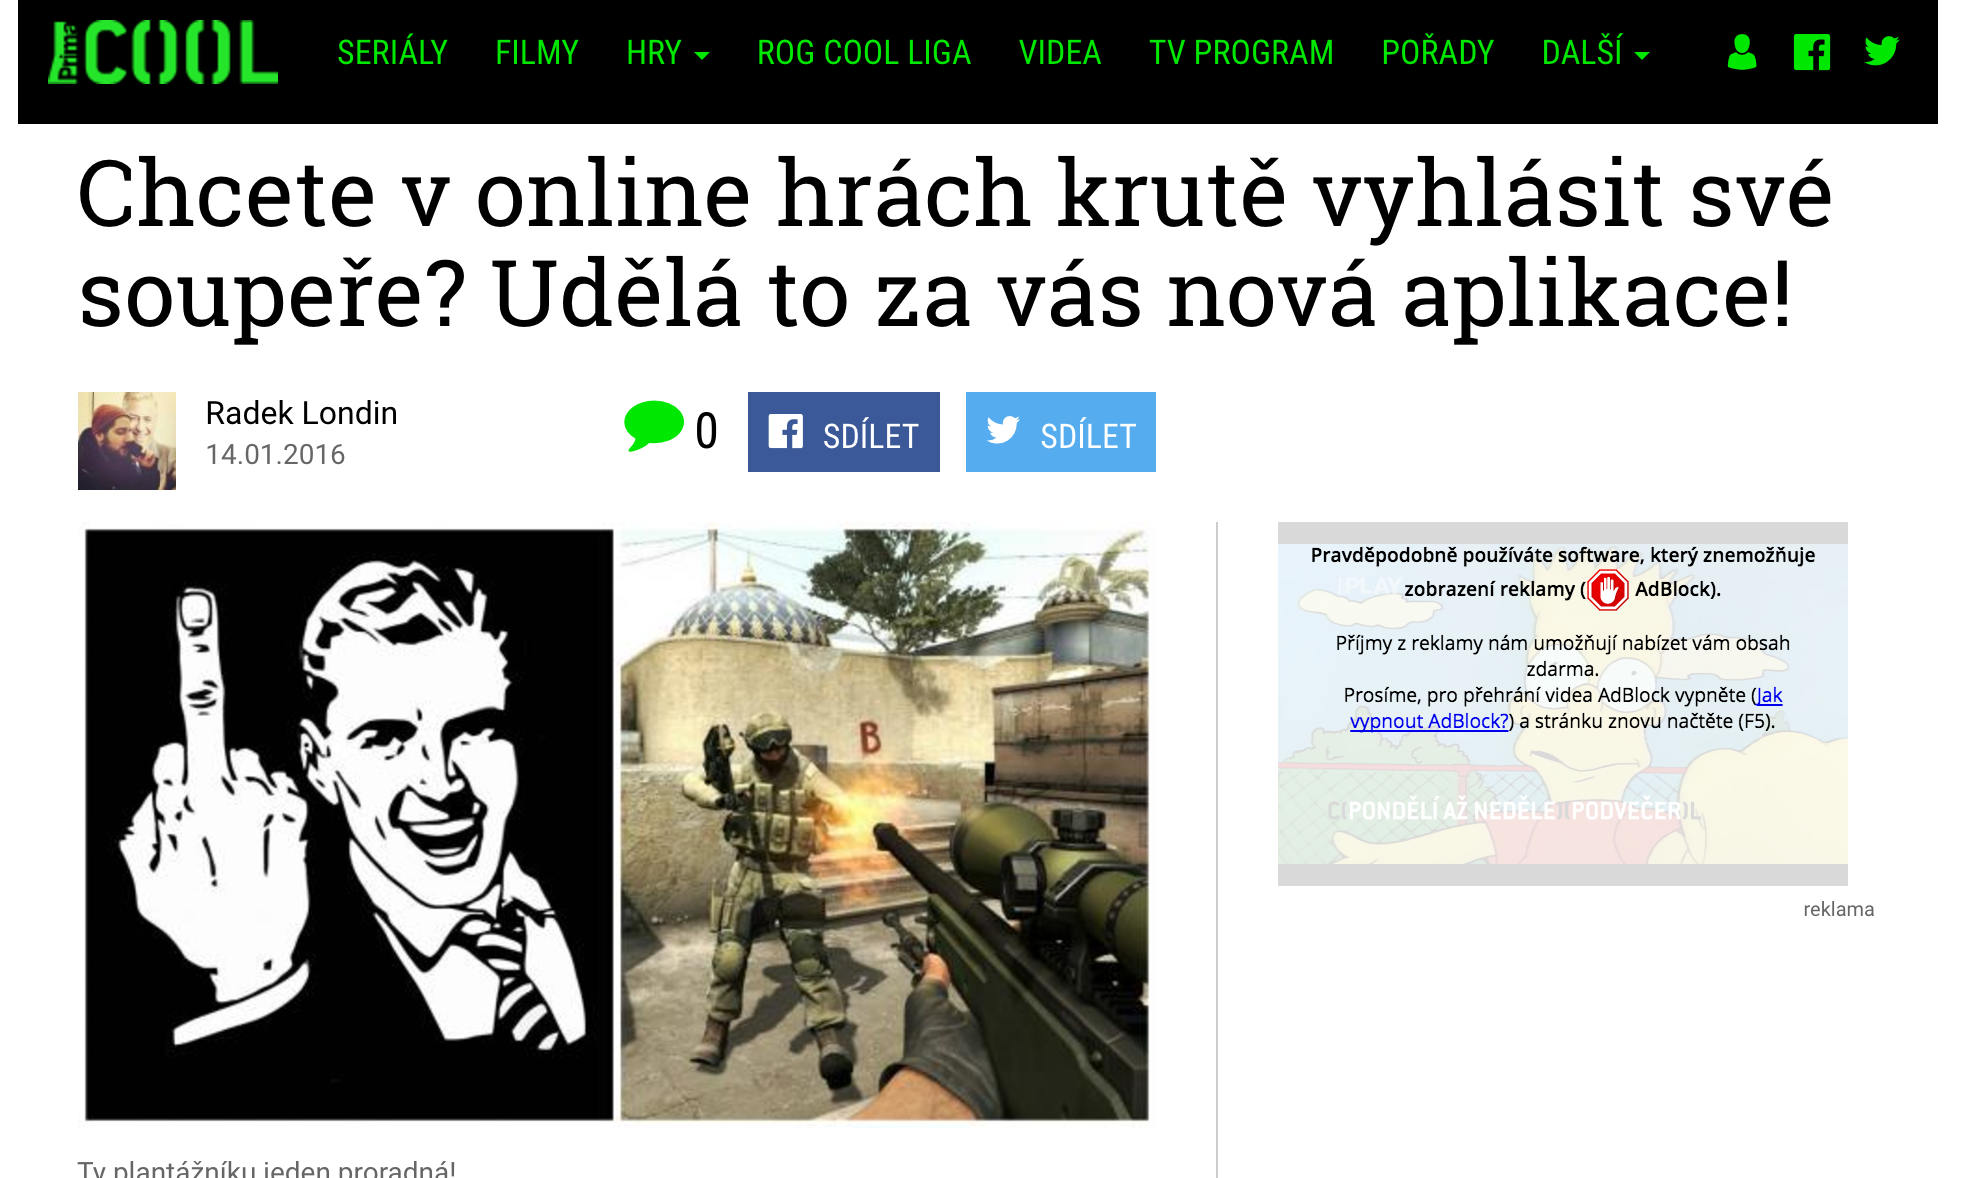 Prima COOL
SERIÁLY FILMY HRY ROG COOL LIGA VIDEA TV PROGRAM POŘADY DALŠÍ
Chcete v online hrách krutě vyhlásit své
soupeře? Udělá to za vás nová aplikace!
Radek Londin
14.01.2016
0
SDÍLET
SDÍLET
B
Pravděpodobně používáte software, který znemožňuje
zobrazení reklamy ( AdBlock).
Příjmy z reklamy nám umožňují nabízet vám obsah
zdarma.
Prosíme, pro přehrání videa AdBlock vypněte (Jak
vypnout AdBlock?) a stránku znovu načtěte (F5).
PONDĚLÍ AŽ NEDĚLE PODVEČER
reklama
Ty plantážníku jeden proradná!